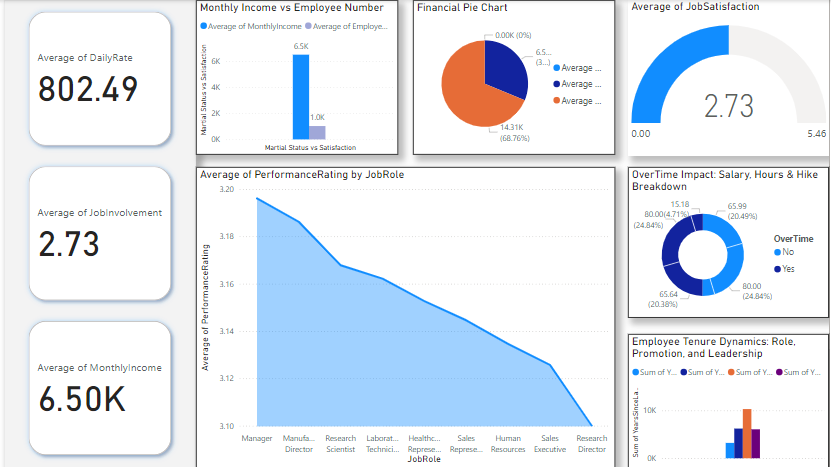 Average of DailyRate
802.49
Average of JobInvolvement
2.73
Average of MonthlyIncome
6.50K
Monthly Income vs Employee Number
Average of MonthlyIncome
Average of Employe...
Martial Status vs Satisfaction
6K
4K
2K
0K
6.5K
1.0K
Martial Status vs Satisfaction
Financial Pie Chart
0.00K (0%)
6.5...
(3...)
14.31K
(68.76%)
Average ...
Average ...
Average ...
Average of JobSatisfaction
2.73
0.00
5.46
Average of PerformanceRating by JobRole
Average of PerformanceRating
3.20
3.18
3.16
3.14
3.12
3.10
Manager
Manufa...
Director
Research
Scientist
Laborat...
Technici...
Healthc...
Represe...
Sales
Represe...
Human
Resources
Sales
Executive
Research
Director
JobRole
OverTime Impact: Salary, Hours & Hike
Breakdown
15.18
(4.71%)
65.99
(20.49%)
80.00
(24.84%)
80.00
(24.84%)
65.64
(20.38%)
OverTime
No
Yes
Employee Tenure Dynamics: Role,
Promotion, and Leadership
Sum of Y...
Sum of Y...
Sum of Y...
Sum of Y...
Sum of YearsSinceLa...
10K
0K